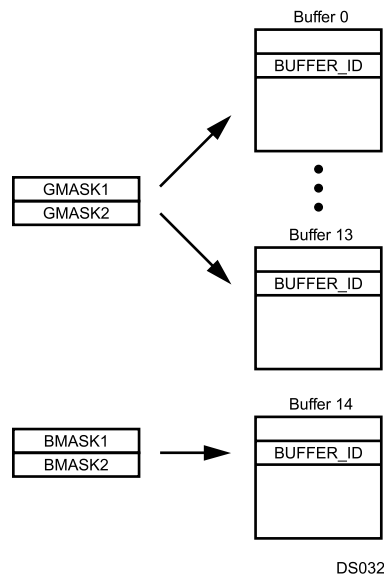 Buffer 0
BUFFER_ID
GMASK1
GMASK2
Buffer 13
BUFFER_ID
Buffer 14
BMASK1
BMASK2
BUFFER_ID
DS032